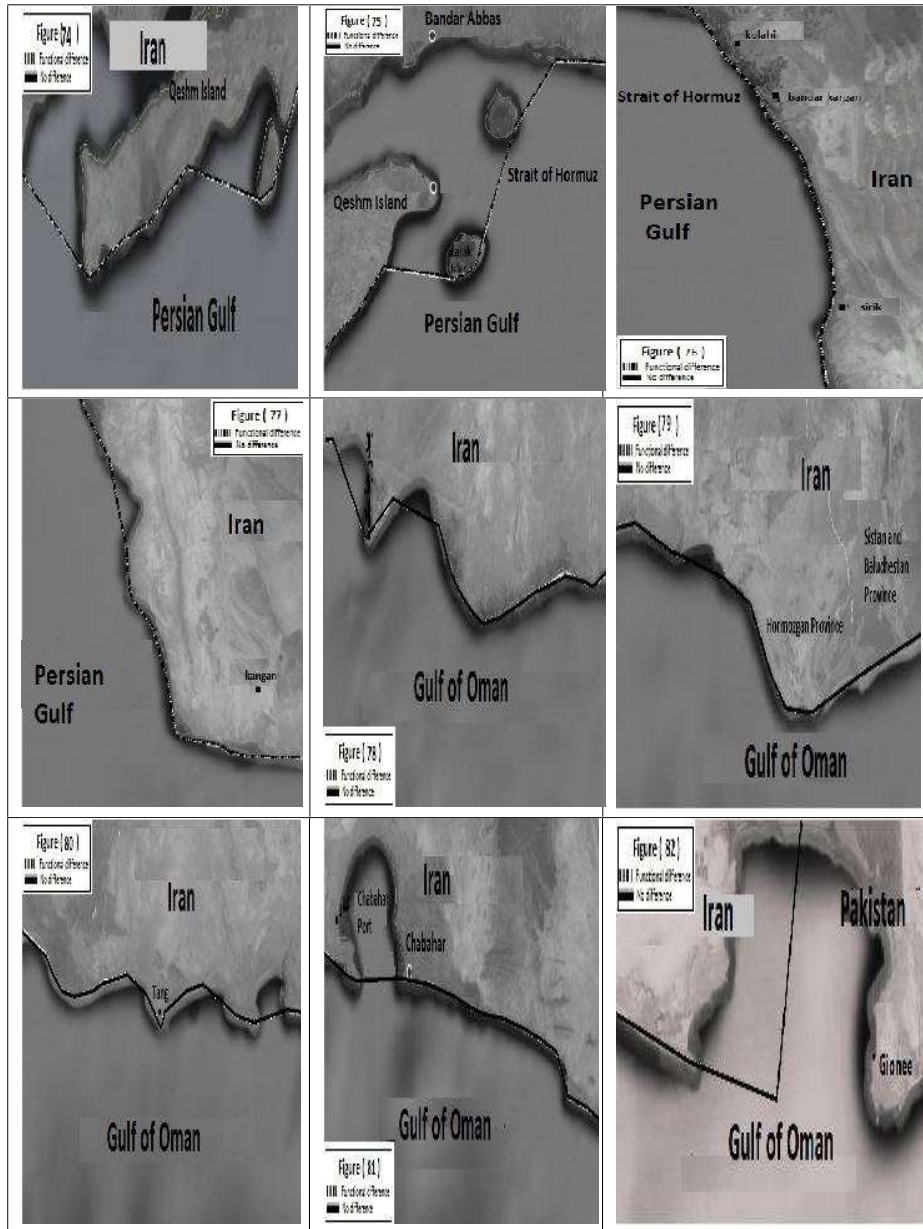 Figure (74)
Functional difference
No difference
Iran
Qeshm Island
Persian Gulf
Figure (75)
Functional difference
No difference
Bandar Abbas
Strait of Hormuz
Qeshm Island
Persian Gulf
kolahi
Strait of Hormuz
bandar kargan
Iran
Persian
Gulf
sirik
Figure ( 76 )
Functional difference
No difference
Figure ( 77 )
Functional difference
No difference
Iran
kangan
Persian
Gulf
Iran
Gulf of Oman
Figure ( 78 )
Functional difference
No difference
Figure (79 )
Functional difference
No difference
Iran
Sistan and
Baludhestan
Province
Hormozgan Province
Gulf of Oman
Figure (80 )
Functional difference
No difference
Iran
Tang
Gulf of Oman
Iran
Chabahar
Port
Chabahar
Gulf of Oman
Figure (81 )
Functional difference
No difference
Figure ( 82 )
Functional difference
No difference
Iran
Pakistan
Gionee
Gulf of Oman